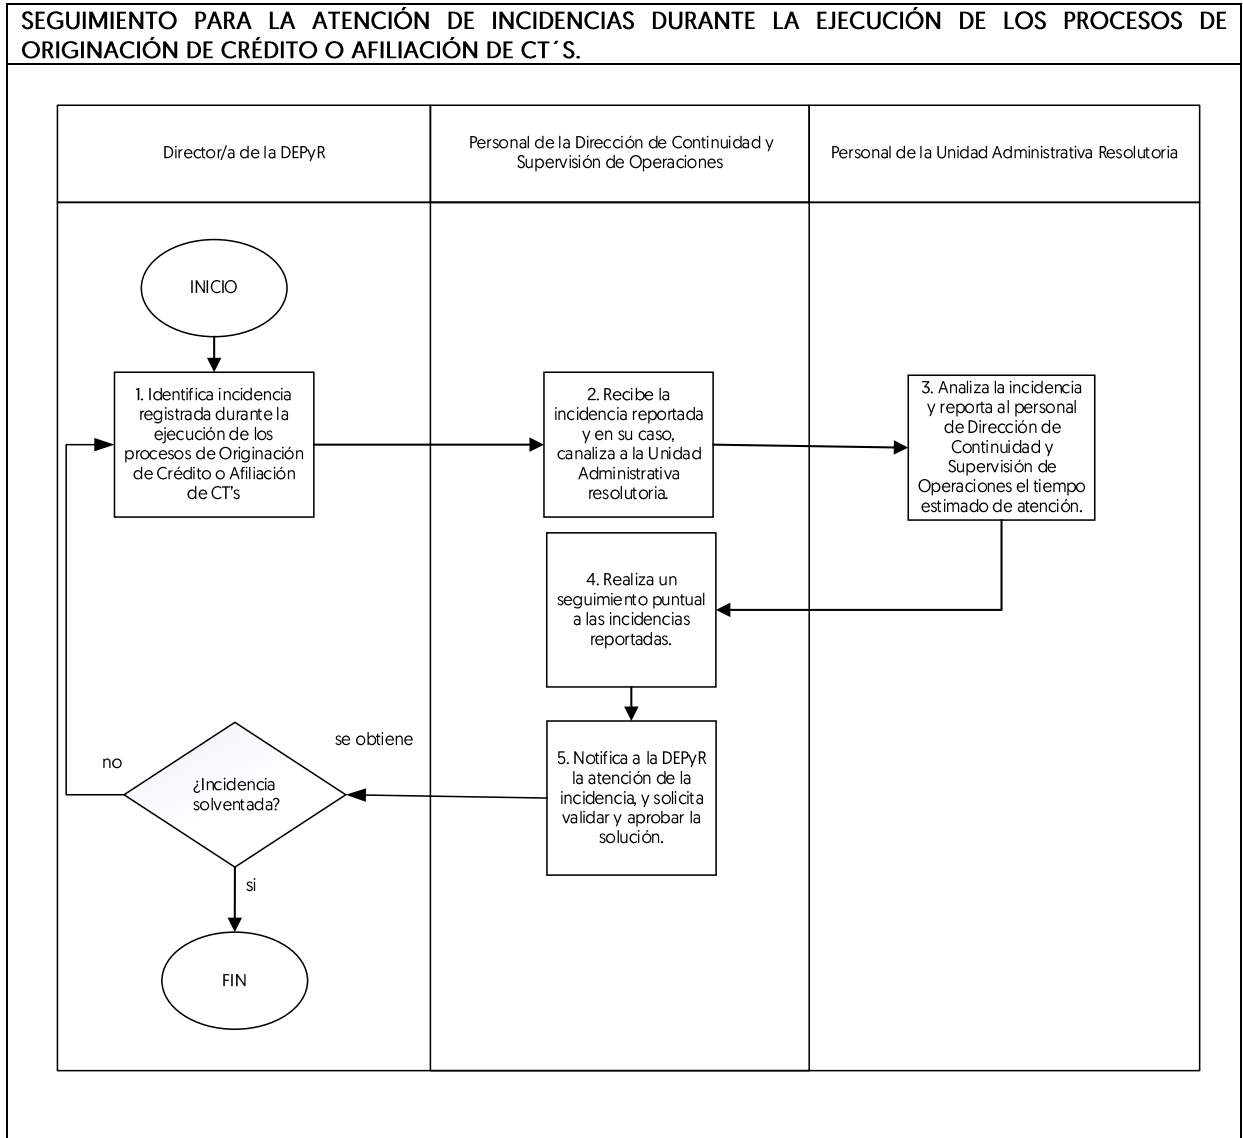 SEGUIMIENTO PARA LA ATENCIÓN DE INCIDENCIAS DURANTE LA EJECUCIÓN DE LOS PROCESOS DE
ORIGINACIÓN DE CRÉDITO O AFILIACIÓN DE CT´S.
Director/a de la DEPyR
Personal de la Dirección de Continuidad y
Supervisión de Operaciones
Personal de la Unidad Administrativa Resolutoria
INICIO
1. Identifica incidencia
registrada durante la
ejecución de los
procesos de Originación
de Crédito o Afiliación
de CT's
2. Recibe la
incidencia reportada
y en su caso,
canaliza a la Unidad
Administrativa
resolutoria.
3. Analiza la incidencia
y reporta al personal
de Dirección de
Continuidad y
Supervisión de
Operaciones el tiempo
estimado de atención.
4. Realiza un
seguimiento puntual
a las incidencias
reportadas.
5. Notifica a la DEPyR
la atención de la
incidencia, y solicita
validar y aprobar la
solución.
se obtiene
no
¿Incidencia
solventada?
si
FIN